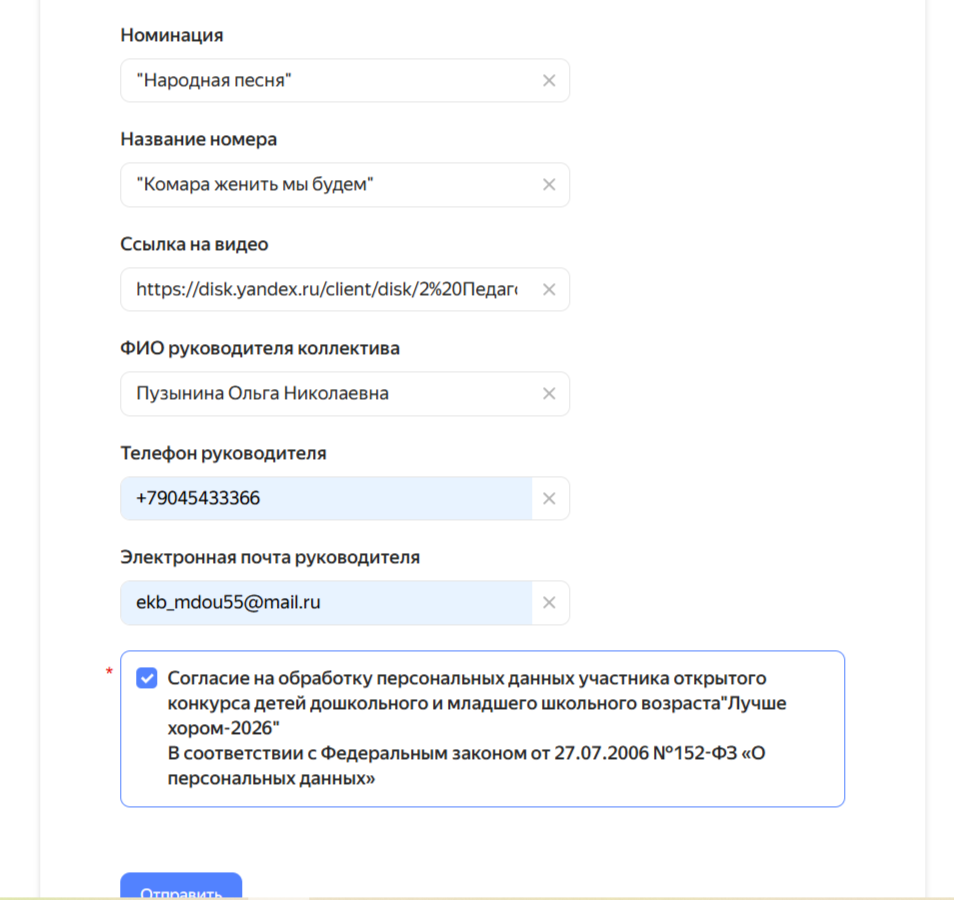 Номинация
"Народная песня"
Название номера
"Комара женить мы будем"
Ссылка на видео
https://disk.yandex.ru/client/disk/2%20Педаго
ФИО руководителя коллектива
Пузынина Ольга Николаевна
Телефон руководителя
+79045433366
Электронная почта руководителя
ekb_mdou55@mail.ru
* Согласие на обработку персональных данных участника открытого
конкурса детей дошкольного и младшего школьного возраста"Лучше
хором-2026"
В соответствии с Федеральным законом от 27.07.2006 №152-ФЗ «О
персональных данных»
Отправить